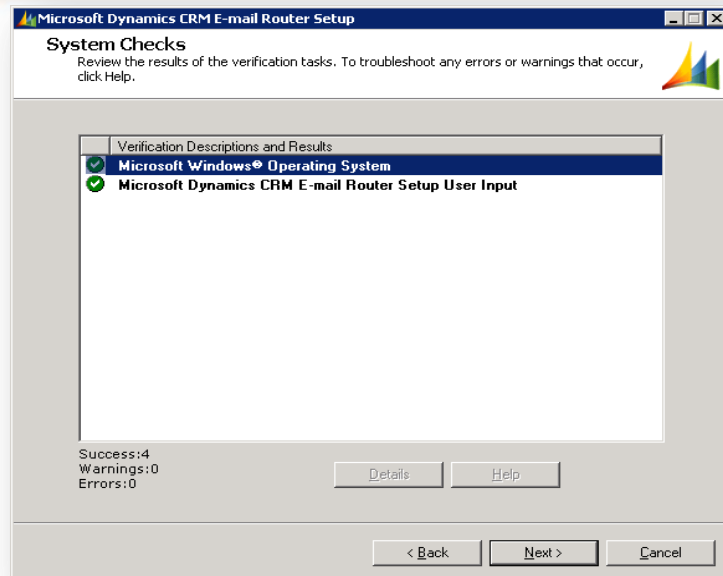 Microsoft Dynamics CRM E-mail Router Setup
System Checks
Review the results of the verification tasks. To troubleshoot any errors or warnings that occur,
click Help.
Verification Descriptions and Results
Microsoft Windows® Operating System
Microsoft Dynamics CRM E-mail Router Setup User Input
Success:4
Warnings:0
Errors:0
Details Help
< Back Next > Cancel